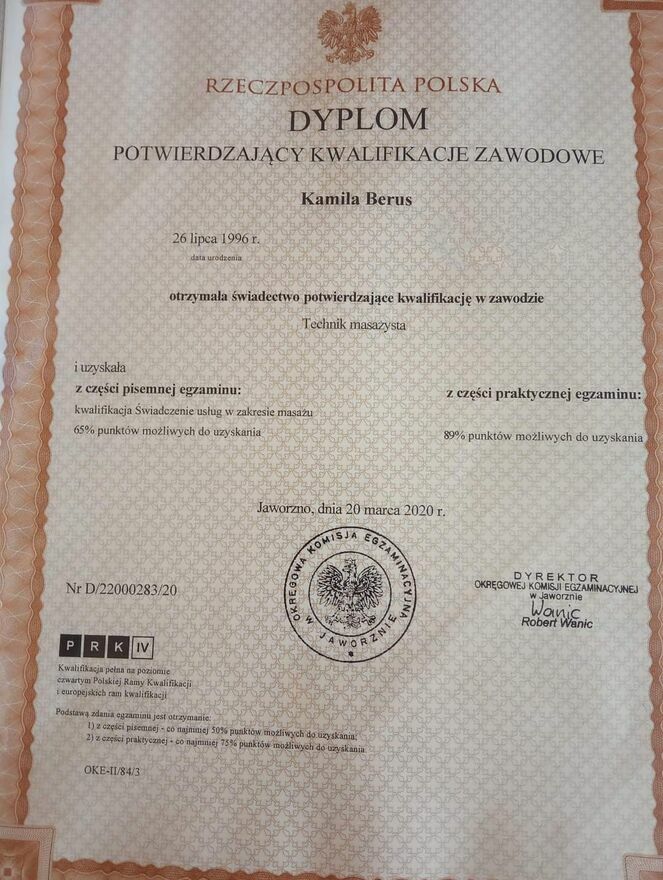 RZECZPOSPOLITA POLSKA
DYPLOM
POTWIERDZAJĄCY KWALIFIKACJE ZAWODOWE
Kamila Berus
26 lipca 1996 r.
data urodzenia
otrzymała świadectwo potwierdzające kwalifikację w zawodzie
Technik masażysta
i uzyskała
z części pisemnej egzaminu:
z części praktycznej egzaminu:
kwalifikacja Świadczenie usług w zakresie masażu
65% punktów możliwych do uzyskania
89% punktów możliwych do uzyskania
Jaworzno, dnia 20 marca 2020 r.
OKRĘGOWA KOMISJA EGZAMINACYJNA
W JAWORZNIE
Nr D/22000283/20
DYREKTOR
OKRĘGOWEJ KOMISJI EGZAMINACYJNEJ
w Jaworznie
Wanic
Robert Wanic
PRK IV
Kwalifikacja pełna na poziomie
czwartym Polskiej Ramy Kwalifikacji
i europejskich ram kwalifikacji
Podstawą zdania egzaminu jest otrzymanie:
1) z części pisemnej - co najmniej 50% punktów możliwych do uzyskania;
2) z części praktycznej - co najmniej 75% punktów możliwych do uzyskania
OKE-II/84/3